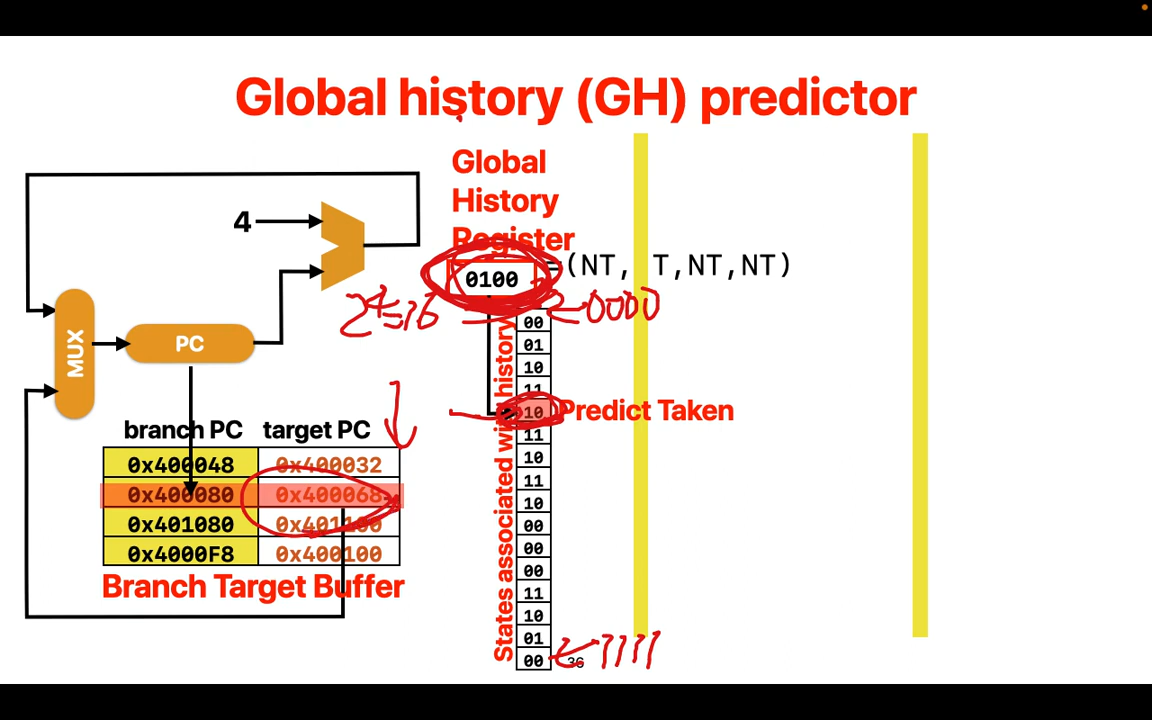 Global history (GH) predictor
Global
History
Register
4
0100
=(NT, T,NT,NT)
2^4=16
0000
MUX
PC
branch PC target PC
0x400048 0x400032
0x400080 0x400068
0x401080 0x401100
0x4000F8 0x400100
Branch Target Buffer
States associated with history
00
01
10
11
10 Predict Taken
11
10
11
10
00
00
00
11
10
01
00
1111
36